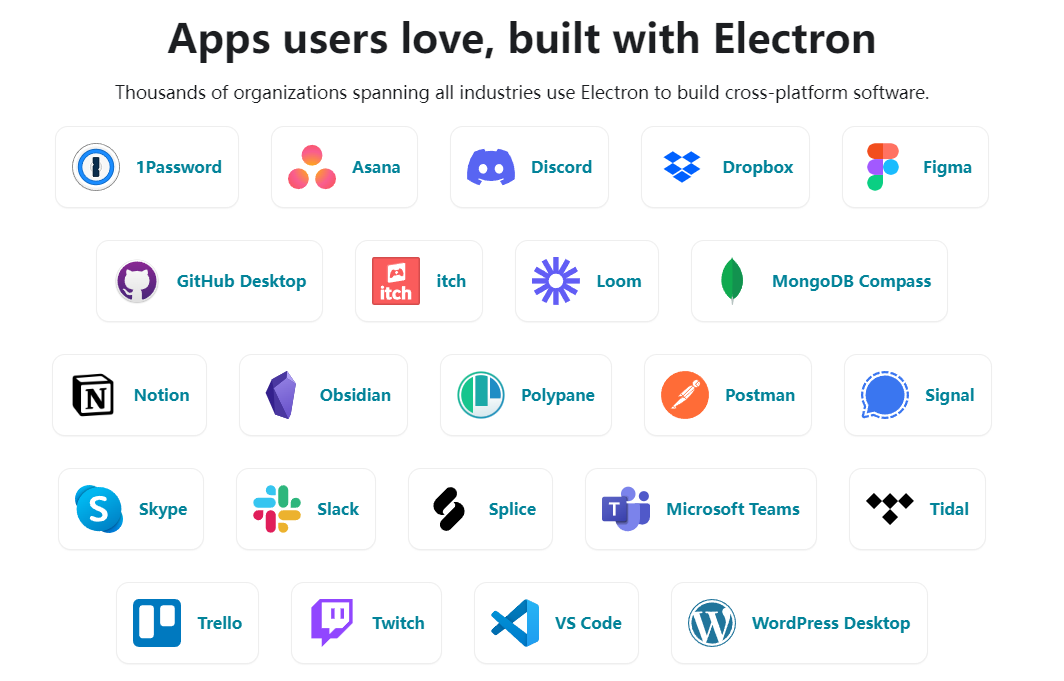 Apps users love, built with Electron
Thousands of organizations spanning all industries use Electron to build cross-platform software.
1Password
Asana
Discord
Dropbox
Figma
GitHub Desktop
itch
itch
Loom
MongoDB Compass
N
Notion
Obsidian
Polypane
Postman
Signal
S
Skype
Slack
Splice
T
Microsoft Teams
Tidal
Trello
Twitch
VS Code
W
WordPress Desktop